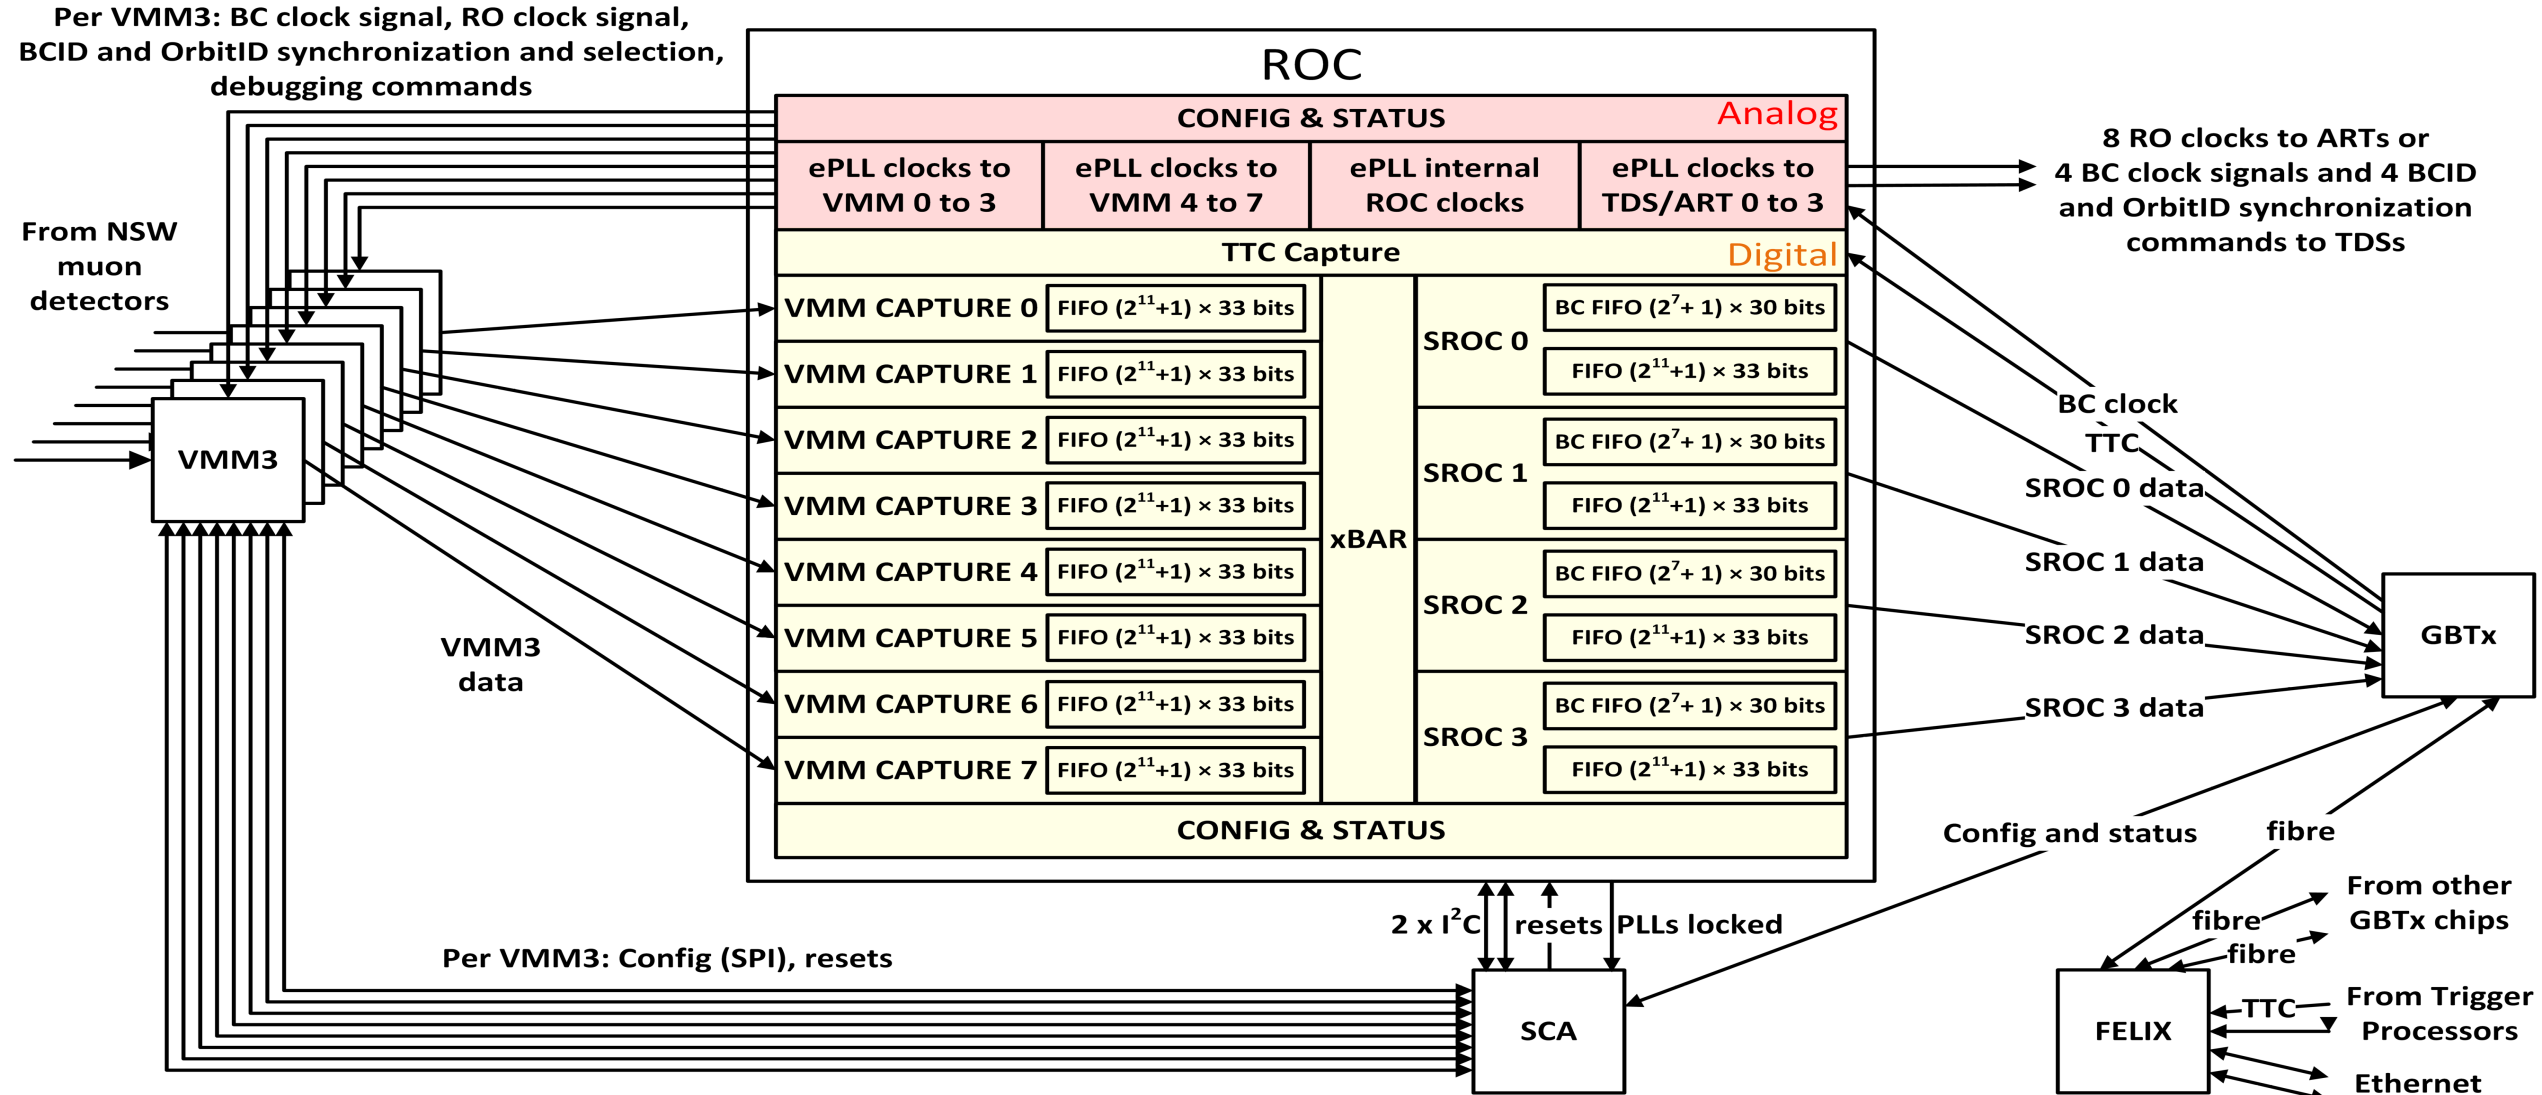 Per VMM3: BC clock signal, RO clock signal,
BCID and OrbitID synchronization and selection,
debugging commands
ROC
CONFIG & STATUS
Analog
ePLL clocks to
VMM 0 to 3
ePLL clocks to
VMM 4 to 7
ePLL internal
ROC clocks
ePLL clocks to
TDS/ART 0 to 3
8 RO clocks to ARTs or
4 BC clock signals and 4 BCID
and OrbitID synchronization
commands to TDSs
From NSW
muon
detectors
TTC Capture
Digital
VMM CAPTURE 0
FIFO (2¹¹+1) × 33 bits
VMM CAPTURE 1
FIFO (2¹¹+1) × 33 bits
VMM CAPTURE 2
FIFO (2¹¹+1) × 33 bits
VMM CAPTURE 3
FIFO (2¹¹+1) × 33 bits
VMM CAPTURE 4
FIFO (2¹¹+1) × 33 bits
VMM CAPTURE 5
FIFO (2¹¹+1) × 33 bits
VMM CAPTURE 6
FIFO (2¹¹+1) × 33 bits
VMM CAPTURE 7
FIFO (2¹¹+1) × 33 bits
xBAR
SROC 0
BC FIFO (2⁷+ 1) × 30 bits
FIFO (2¹¹+1) × 33 bits
SROC 1
BC FIFO (2⁷+ 1) × 30 bits
FIFO (2¹¹+1) × 33 bits
SROC 2
BC FIFO (2⁷+ 1) × 30 bits
FIFO (2¹¹+1) × 33 bits
SROC 3
BC FIFO (2⁷+ 1) × 30 bits
FIFO (2¹¹+1) × 33 bits
CONFIG & STATUS
VMM3
VMM3
data
BC clock
TTC
SROC 0 data
SROC 1 data
SROC 2 data
SROC 3 data
GBTx
Config and status
fibre
From other
GBTx chips
fibre
fibre
2 x I²C
resets
PLLs locked
Per VMM3: Config (SPI), resets
SCA
FELIX
TTC
From Trigger
Processors
Ethernet